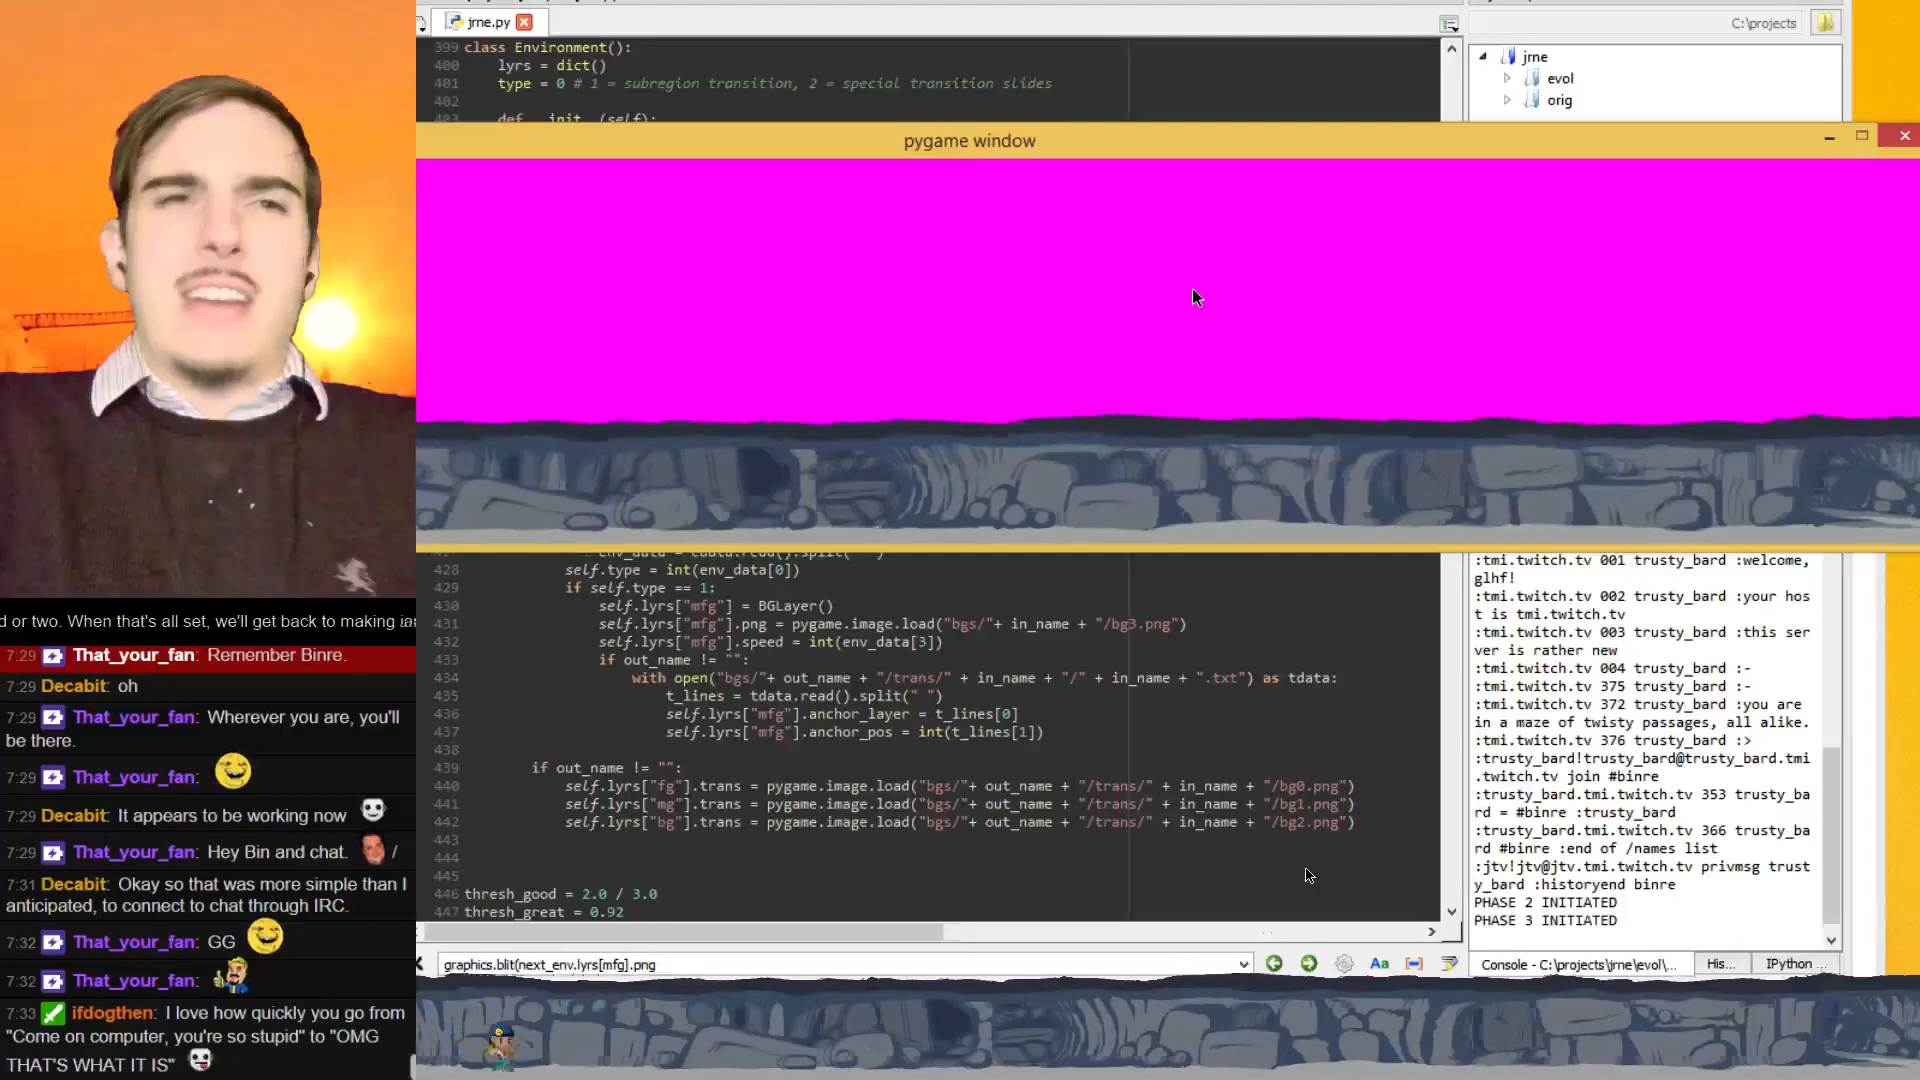 jrne.py
C:\projects
399 class Environment():
400 lyrs = dict()
401 type = 0 # 1 = subregion transition, 2 = special transition slides
402
403 def __init__(self):
jrne
evol
orig
pygame window
428 self.type = int(env_data[0])
429 if self.type == 1:
430 self.lyrs["mfg"] = BGLayer()
431 self.lyrs["mfg"].png = pygame.image.load("bgs/"+ in_name + "/bg3.png")
432 self.lyrs["mfg"].speed = int(env_data[3])
433 if out_name != "":
434 with open("bgs/"+ out_name + "/trans/" + in_name + "/" + in_name + ".txt") as tdata:
435 t_lines = tdata.read().split(" ")
436 self.lyrs["mfg"].anchor_layer = t_lines[0]
437 self.lyrs["mfg"].anchor_pos = int(t_lines[1])
438
439 if out_name != "":
440 self.lyrs["fg"].trans = pygame.image.load("bgs/"+ out_name + "/trans/" + in_name + "/bg0.png")
441 self.lyrs["mg"].trans = pygame.image.load("bgs/"+ out_name + "/trans/" + in_name + "/bg1.png")
442 self.lyrs["bg"].trans = pygame.image.load("bgs/"+ out_name + "/trans/" + in_name + "/bg2.png")
443
444
445
446 thresh_good = 2.0 / 3.0
447 thresh_great = 0.92
graphics.blit(next_env.lyrs[mfg].png
Aa
:tmi.twitch.tv 001 trusty_bard :welcome,
glhf!
:tmi.twitch.tv 002 trusty_bard :your hos
t is tmi.twitch.tv
:tmi.twitch.tv 003 trusty_bard :this ser
ver is rather new
:tmi.twitch.tv 004 trusty_bard :-
:tmi.twitch.tv 375 trusty_bard :-
:tmi.twitch.tv 372 trusty_bard :you are
in a maze of twisty passages, all alike.
:tmi.twitch.tv 376 trusty_bard :>
:trusty_bard!trusty_bard@trusty_bard.tmi
.twitch.tv join #binre
:trusty_bard.tmi.twitch.tv 353 trusty_ba
rd = #binre :trusty_bard
:trusty_bard.tmi.twitch.tv 366 trusty_ba
rd #binre :end of /names list
:jtv!jtv@jtv.tmi.twitch.tv privmsg trust
y_bard :historyend binre
PHASE 2 INITIATED
PHASE 3 INITIATED
Console - C:\projects\jrne\evol\...
His...
IPython ...
d or two. When that's all set, we'll get back to making
7:29 That_your_fan: Remember Binre.
7:29 Decabit: oh
7:29 That_your_fan: Wherever you are, you'll
be there.
7:29 That_your_fan:
7:29 Decabit: It appears to be working now
7:29 That_your_fan: Hey Bin and chat. /
7:31 Decabit: Okay so that was more simple than I
anticipated, to connect to chat through IRC.
7:32 That_your_fan: GG
7:32 That_your_fan:
7:33 ifdogthen: I love how quickly you go from
"Come on computer, you're so stupid" to "OMG
THAT'S WHAT IT IS"